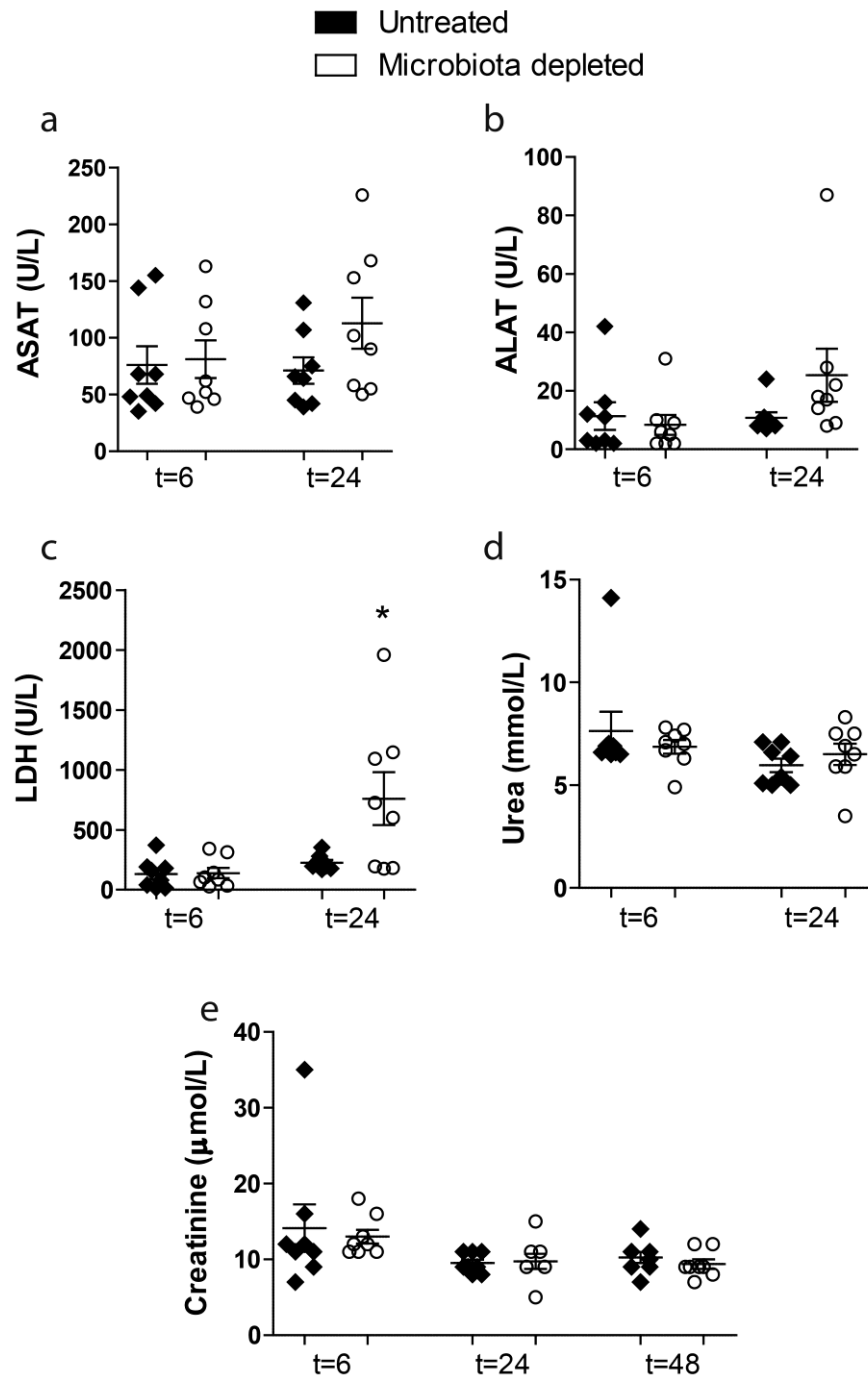 Untreated
Microbiota depleted
a
ASAT (U/L)
250
200
150
100
50
0
t=6
t=24
b
ALAT (U/L)
100
80
60
40
20
0
t=6
t=24
c
LDH (U/L)
2500
2000
1500
1000
500
0
*
t=6
t=24
d
Urea (mmol/L)
15
10
5
0
t=6
t=24
e
Creatinine (μmol/L)
40
30
20
10
0
t=6
t=24
t=48